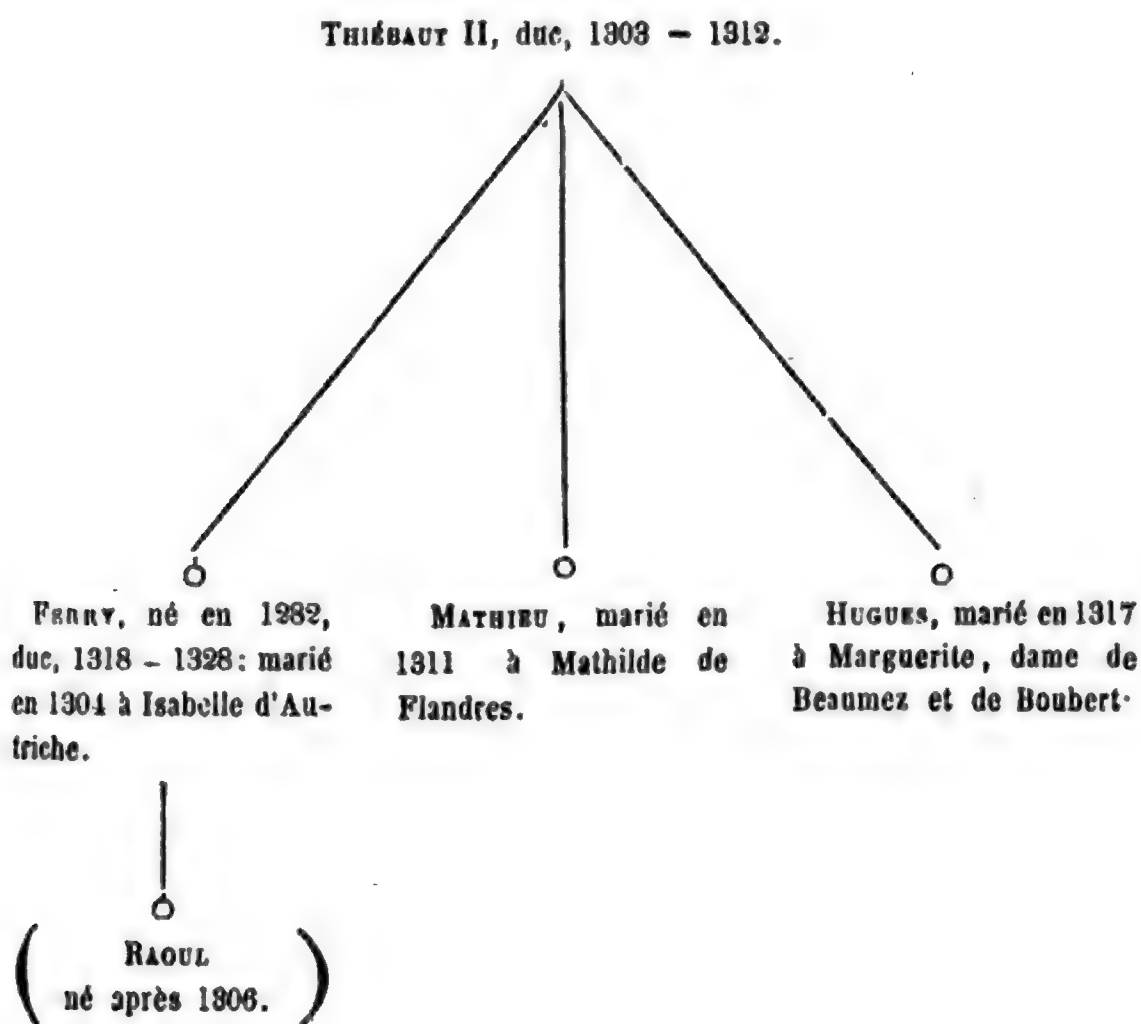 THIÉBAUT II, duc, 1303 – 1312.
FERRY, né en 1282,
duc, 1318 – 1328: marié
en 1304 à Isabelle d'Au-
triche.
MATHIEU, marié en
1311 à Mathilde de
Flandres.
HUGUES, marié en 1317
à Marguerite, dame de
Beaumez et de Boubert.
RAOUL
né après 1306.